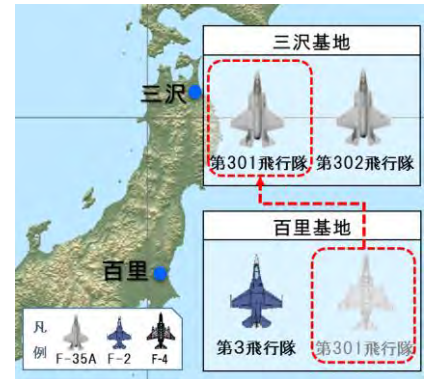 三沢基地
第301飛行隊 第302飛行隊
三沢
百里基地
第3飛行隊 第301飛行隊
百里
凡例
F-35A F-2 F-4